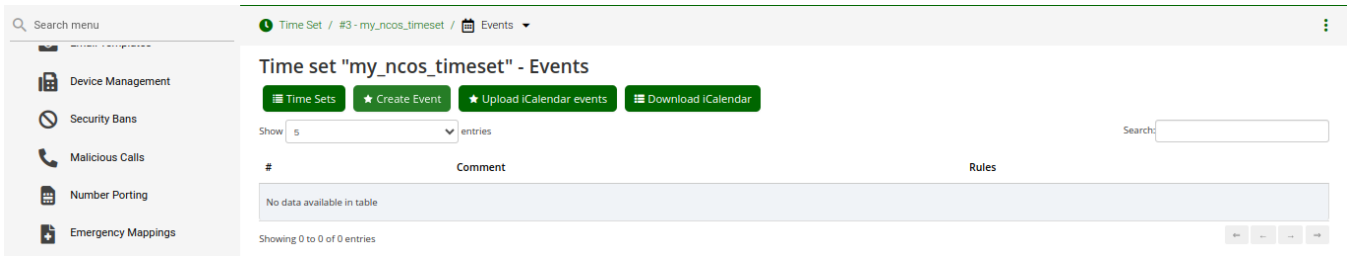 Search menu
Time Set / #3 - my_ncos_timeset / Events
Device Management
Security Bans
Malicious Calls
Number Porting
Emergency Mappings
Time set "my_ncos_timeset" - Events
Time Sets Create Event Upload iCalendar events Download iCalendar
Show 5 entries Search:
# Comment Rules
No data available in table
Showing 0 to 0 of 0 entries